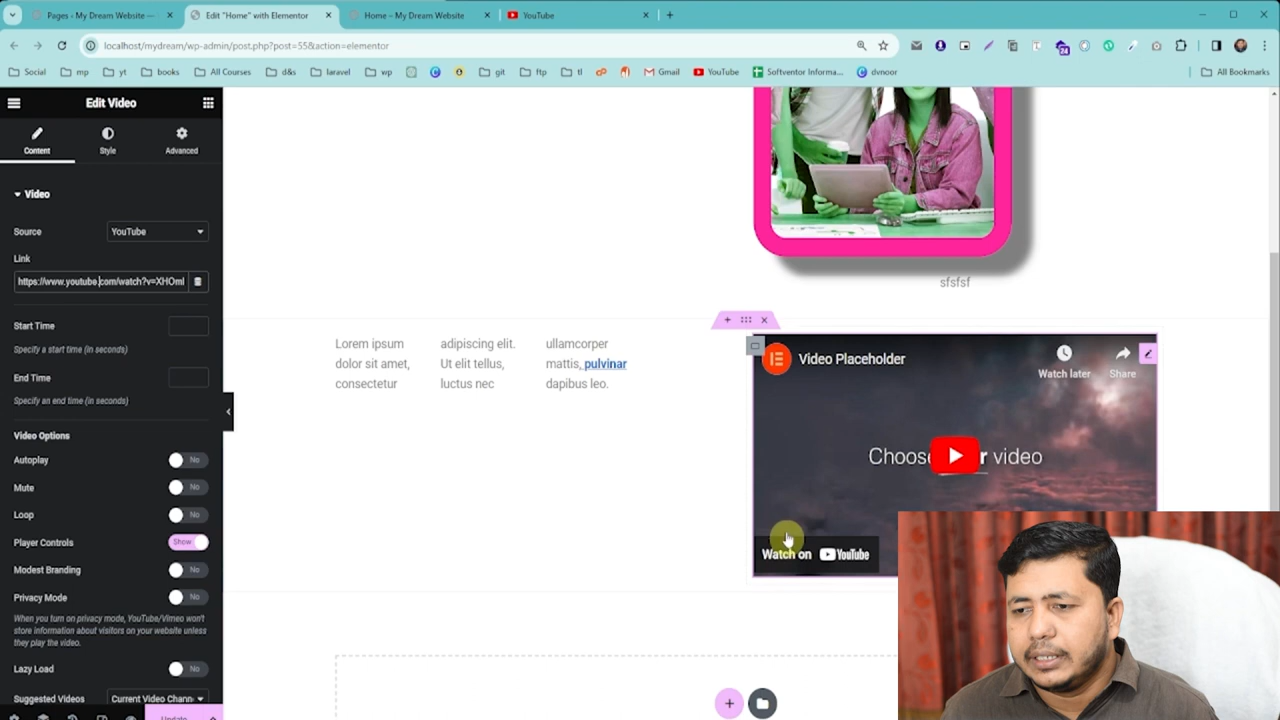 Pages ‹ My Dream Website —
Edit "Home" with Elementor
Home – My Dream Website
YouTube
localhost/mydream/wp-admin/post.php?post=55&action=elementor
24
Social
mp
yt
books
All Courses
d&s
laravel
wp
git
ftp
tl
Gmail
YouTube
Softventor Informa...
dvnoor
All Bookmarks
Edit Video
Content
Style
Advanced
Video
Source
YouTube
Link
https://www.youtube.com/watch?v=XHOml
Start Time
Specify a start time (in seconds)
End Time
Specify an end time (in seconds)
Video Options
Autoplay
No
Mute
No
Loop
No
Player Controls
Show
Modest Branding
No
Privacy Mode
No
When you turn on privacy mode, YouTube/Vimeo won't
store information about visitors on your website unless
they play the video.
Lazy Load
No
Suggested Videos
Current Video Chann
Update
sfsfsf
Lorem ipsum
dolor sit amet,
consectetur
adipiscing elit.
Ut elit tellus,
luctus nec
ullamcorper
mattis, pulvinar
dapibus leo.
Video Placeholder
Watch later
Share
Choose video
Watch on YouTube